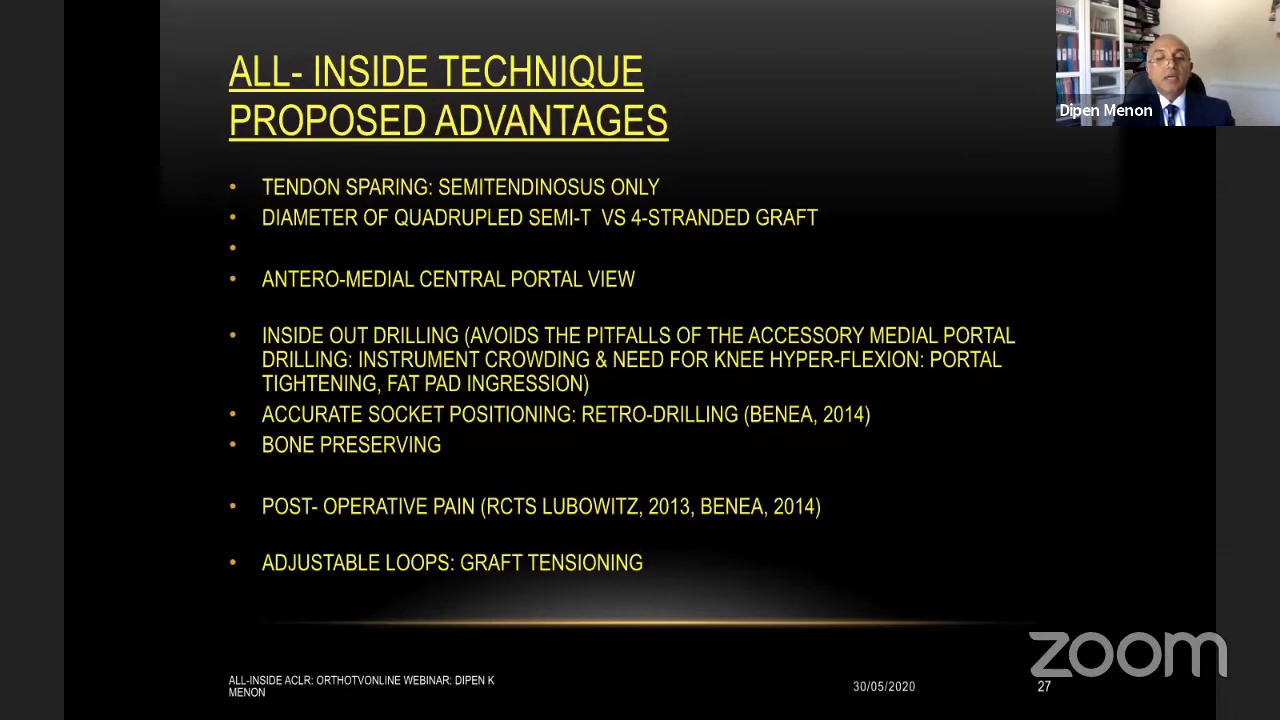 ALL- INSIDE TECHNIQUE
PROPOSED ADVANTAGES
Dipen Menon
• TENDON SPARING: SEMITENDINOSUS ONLY
• DIAMETER OF QUADRUPLED SEMI-T VS 4-STRANDED GRAFT
•
• ANTERO-MEDIAL CENTRAL PORTAL VIEW
• INSIDE OUT DRILLING (AVOIDS THE PITFALLS OF THE ACCESSORY MEDIAL PORTAL
DRILLING: INSTRUMENT CROWDING & NEED FOR KNEE HYPER-FLEXION: PORTAL
TIGHTENING, FAT PAD INGRESSION)
• ACCURATE SOCKET POSITIONING: RETRO-DRILLING (BENEA, 2014)
• BONE PRESERVING
• POST- OPERATIVE PAIN (RCTS LUBOWITZ, 2013, BENEA, 2014)
• ADJUSTABLE LOOPS: GRAFT TENSIONING
zoom
ALL-INSIDE ACLR: ORTHOTVONLINE WEBINAR: DIPEN K
MENON
30/05/2020
27